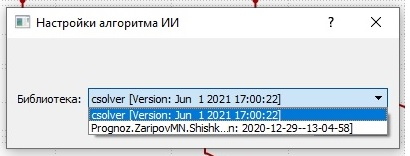 Настройки алгоритма ИИ
Библиотека: csolver [Version: Jun 1 2021 17:00:22]
csolver [Version: Jun 1 2021 17:00:22]
Prognoz.ZaripovMN.Shishk...n: 2020-12-29--13-04-58]